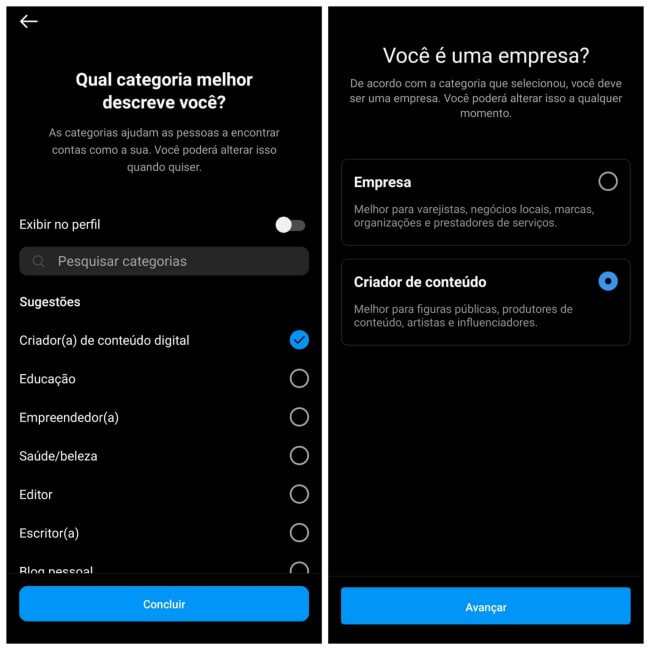 Qual categoria melhor
descreve você?
As categorias ajudam as pessoas a encontrar
contas como a sua. Você poderá alterar isso
quando quiser.
Exibir no perfil
Pesquisar categorias
Sugestões
Criador(a) de conteúdo digital
Educação
Empreendedor(a)
Saúde/beleza
Editor
Escritor(a)
Blog pessoal
Concluir
Você é uma empresa?
De acordo com a categoria que selecionou, você deve
ser uma empresa. Você poderá alterar isso a qualquer
momento.
Empresa
Melhor para varejistas, negócios locais, marcas,
organizações e prestadores de serviços.
Criador de conteúdo
Melhor para figuras públicas, produtores de
conteúdo, artistas e influenciadores.
Avançar